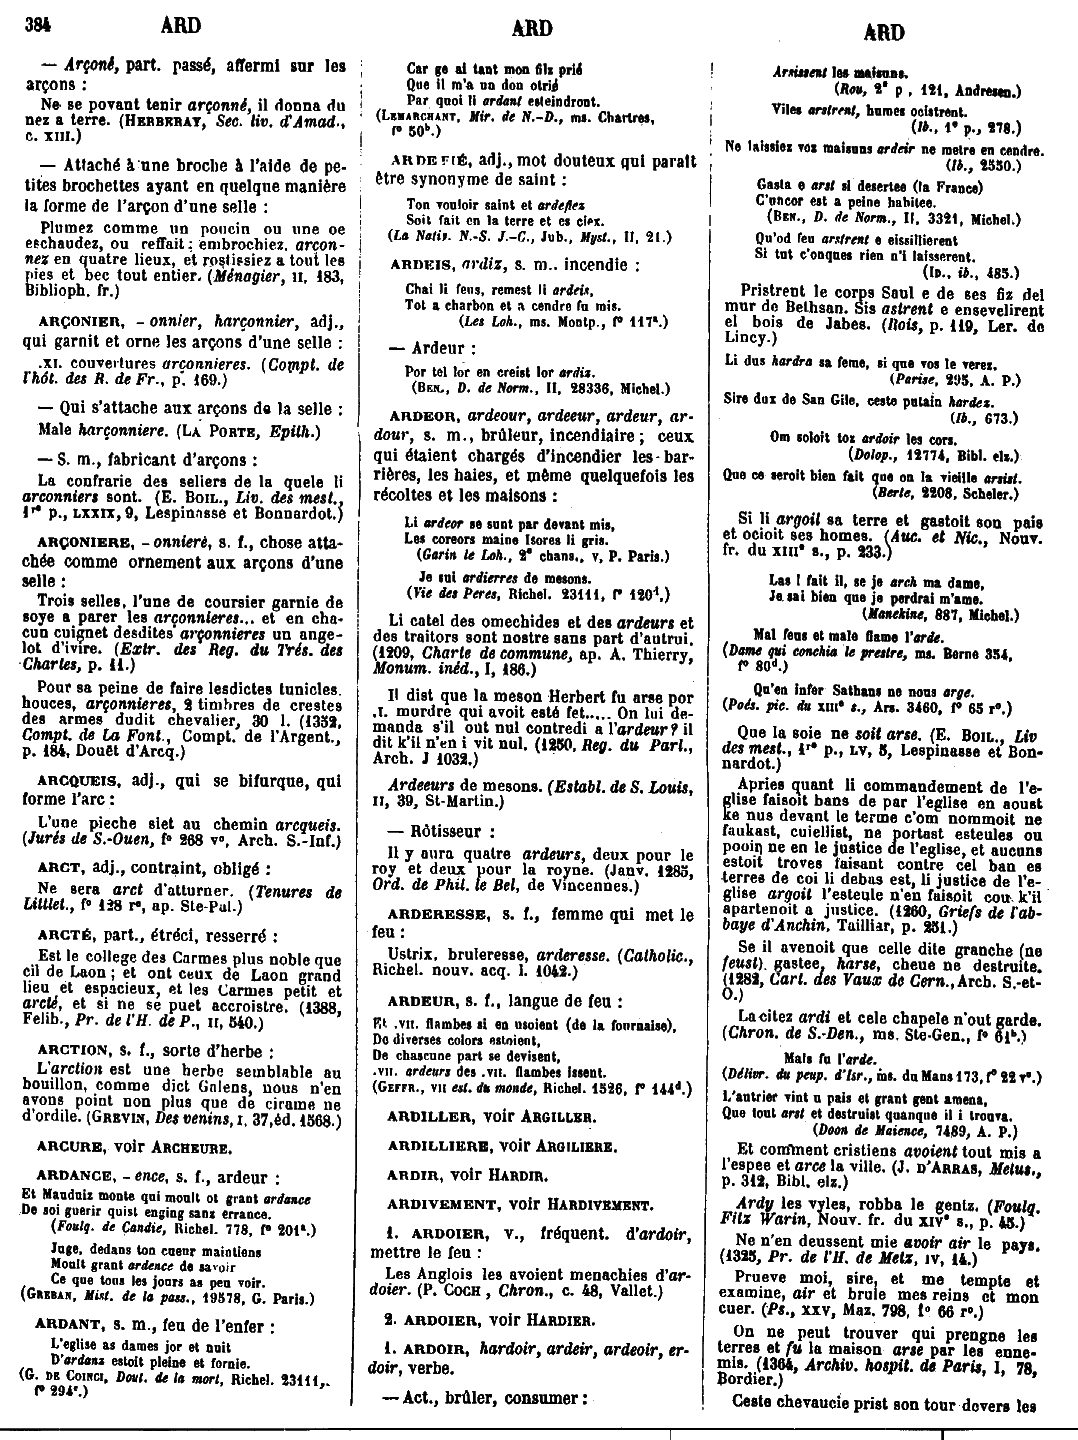 384
ARD
ARD
ARD
— Arçoné, part. passé, affermi sur les
arçons :
Ne se povant tenir arçonné, il donna du
nez a terre. (HERBERAY, Sec. liv. d'Amad.,
c. XIII.)
— Attaché à une broche à l'aide de pe-
tites brochettes ayant en quelque manière
la forme de l'arçon d'une selle :
Plumez comme un poucin ou une oe
eschaudez, ou reffait ; embrochiez, arcon-
nez en quatre lieux, et rostissiez a tout les
pies et bec tout entier. (Ménagier, II, 183,
Biblioph. fr.)
ARÇONIER, - onnier, harçonnier, adj.,
qui garnit et orne les arçons d'une selle :
.XI. couvertures arçonnieres. (Compt. de
l'hôt. des R. de Fr., p. 169.)
— Qui s'attache aux arçons de la selle :
Male harçonniere. (LA PORTE, Epith.)
— S. m., fabricant d'arçons :
La confrarie des seliers de la quele li
arconniers sont. (E. BOIL., Liv. des mest.,
1re p., LXXIX, 9, Lespinasse et Bonnardot.)
ARÇONIERE, - onnieré, s. f., chose atta-
chée comme ornement aux arçons d'une
selle :
Trois selles, l'une de coursier garnie de
soye a parer les arçonnieres... et en cha-
cun cuignet desdites arçonnieres un ange-
lot d'ivire. (Extr. des Reg. du Trés. des
Chartes, p. 11.)
Pour sa peine de faire lesdictes tunicles.
houces, arçonnieres, 2 timbres de crestes
des armes dudit chevalier, 30 l. (1352,
Compt. de La Font., Compt. de l'Argent.,
p. 184, Douët d'Arcq.)
ARCQUEIS, adj., qui se bifurque, qui
forme l'arc :
L'une pieche siet au chemin arcqueis.
(Jurés de S.-Ouen, f° 268 v°, Arch. S.-Inf.)
ARCT, adj., contraint, obligé :
Ne sera arct d'atturner. (Tenures de
Littlet., f° 128 r°, ap. Ste-Pal.)
ARCTÉ, part., étréci, resserré :
Est le college des Carmes plus noble que
cil de Laon ; et ont ceux de Laon grand
lieu et espacieux, et les Carmes petit et
arcté, et si ne se puet accroistre. (1388,
Felib., Pr. de l'H. de P., II, 540.)
ARCTION, s. f., sorte d'herbe :
L'arction est une herbe semblable au
bouillon, comme dict Galens, nous n'en
avons point non plus que de cirame ne
d'ordile. (GREVIN, Des venins, I, 37, éd. 1568.)
ARCURE, voir ARCHEURE.
ARDANCE, - ence, s. f., ardeur :
Et Mauduiz monte qui moult ot grant ardance
De soi guerir quist enging sanz errance.
(Foulq. de Candie, Richel. 778, f° 201a.)
Juge, dedans ton cueur maintiens
Moult grant ardence de savoir
Ce que tous les jours as peu voir.
(GREBAN, Mist. de la pass., 19578, G. Paris.)
ARDANT, s. m., feu de l'enfer :
L'eglise as dames jor et nuit
D'ardanz estoit pleine et fornie.
(G. DE COINCI, Dout. de la mort, Richel. 23111,
f° 294c.)
Car ge ai tant mon filz prié
Que il m'a un don otrié
Par quoi li ardant esteindront.
(LEMARCHANT, Mir. de N.-D., ms. Chartres,
f° 50b.)
ARDEFIÉ, adj., mot douteux qui parait
être synonyme de saint :
Ton vouloir saint et ardefiez
Soit fait en la terre et es ciex.
(La Nativ. N.-S. J.-C., Jub., Myst., II, 21.)
ARDEIS, ardiz, s. m.. incendie :
Chai li feus, remest li ardeis,
Tot a charbon et a cendre fu mis.
(Les Loh., ms. Montp., f° 117a.)
— Ardeur :
Por tel lor en creist lor ardiz.
(BEN., D. de Norm., II, 28336, Michel.)
ARDEOR, ardeour, ardeeur, ardeur, ar-
dour, s. m., brûleur, incendiaire ; ceux
qui étaient chargés d'incendier les bar-
rières, les haies, et même quelquefois les
récoltes et les maisons :
Li ardeor se sunt par devant mis,
Les coreors maine Isores li gris.
(Garin le Loh., 2e chans., v, P. Paris.)
Je sui ardierres de mesons.
(Vie des Peres, Richel. 23111, f° 120d.)
Li catel des omechides et des ardeurs et
des traitors sont nostre sans part d'autrui.
(1209, Charte de commune, ap. A. Thierry,
Monum. inéd., I, 186.)
Il dist que la meson Herbert fu arse por
.I. murdre qui avoit esté fet..... On lui de-
manda s'il out nul contredi a l'ardeur ? il
dit k'il n'en i vit nul. (1250, Reg. du Parl.,
Arch. J 1032.)
Ardeeurs de mesons. (Establ. de S. Louis,
II, 39, St-Martin.)
— Rôtisseur :
Il y aura quatre ardeurs, deux pour le
roy et deux pour la royne. (Janv. 1285,
Ord. de Phil. le Bel, de Vincennes.)
ARDERESSE, s. f., femme qui met le
feu :
Ustrix, bruleresse, arderesse. (Catholic.,
Richel. nouv. acq. l. 1042.)
ARDEUR, s. f., langue de feu :
Et .VII. flambes si en usoient (de la fournaise),
De diverses colors estoient,
De chascune part se devisent,
.VII. ardeurs des .VII. flambes issent.
(GEFFR., VII est. du monde, Richel. 1526, f° 144d.)
ARDILLER, voir ARGILLER.
ARDILLIERE, voir ARGILIERE.
ARDIR, voir HARDIR.
ARDIVEMENT, voir HARDIVEMENT.
1. ARDOIER, v., fréquent. d'ardoir,
mettre le feu :
Les Anglois les avoient menachies d'ar-
doier. (P. COCH, Chron., c. 48, Vallet.)
2. ARDOIER, voir HARDIER.
1. ARDOIR, hardoir, ardeir, ardeoir, er-
doir, verbe.
— Act., brûler, consumer :
Arsissent les maisuns.
(Rou, 2e p, 121, Andresen.)
Viles arstrent, humes ocistrent.
(Ib., 1e p., 278.)
Ne laissiez voz maisuns ardeir ne metre en cendre.
(Ib., 2550.)
Gasta e arst si desertee (la France)
C'uncor est a peine habitee.
(BEN., D. de Norm., II, 3321, Michel.)
Qu'od feu arstrent e eissillierent
Si tut c'onques rien n'i laisserent.
(ID., ib., 485.)
Pristrent le corps Saul e de ses fiz del
mur de Bethsan. Sis astrent e ensevelirent
el bois de Jabes. (Rois, p. 119, Ler. de
Lincy.)
Li dus hardra sa feme, si que vos le verez.
(Parise, 295, A. P.)
Sire dux de San Gile, ceste putain hardez.
(Ib., 673.)
Om soloit toz ardoir les cors.
(Dolop., 12774, Bibl. elz.)
Que ce seroit bien fait que on la vieille arsist.
(Berte, 2208, Scheler.)
Si li argoit sa terre et gastoit son pais
et ocioit ses homes. (Auc. et Nic., Nouv.
fr. du XIIIe s., p. 233.)
Las ! fait il, se je arch ma dame,
Je sai bien que je perdrai m'ame.
(Manekine, 887, Michel.)
Mal feus et male flame l'arde.
(Dame qui conchia le prestre, ms. Berne 354,
f° 80d.)
Qu'en infer Sathans ne nous arge.
(Poés. pic. du XIIIe s., Ars. 3460, f° 65 r°.)
Que la soie ne soit arse. (E. BOIL., Liv
des mest., 1re p., LV, 5, Lespinasse et Bon-
nardot.)
Apries quant li commandement de l'e-
glise faisoit bans de par l'eglise en aoust
ke nus devant le terme c'om nommoit ne
faukast, cuiellist, ne portast esteules ou
pooin ne en le justice de l'eglise, et aucuns
estoit troves faisant contre cel ban es
terres de coi li debas est, li justice de l'e-
glise argoit l'esteule n'en faisoit cou k'il
apartenoit a justice. (1260, Griefs de l'ab-
baye d'Anchin, Tailliar, p. 251.)
Se il avenoit que celle dite granche (ne
feust) gastee, harse, cheue ne destruite.
(1282, Cart. des Vaux de Cern., Arch. S.-et-
O.)
La citez ardi et cele chapele n'out garde.
(Chron. de S.-Den., ms. Ste-Gen., f° 61b.)
Mais fu l'arde.
(Délivr. du peup. d'Isr., ms. du Mans 173, f° 22 v°.)
L'autrier vint u pais et grant gent amena,
Que tout arst et destruist quanque il i trouva.
(Doon de Maience, 7489, A. P.)
Et comment cristiens avoient tout mis a
l'espee et arce la ville. (J. D'ARRAS, Melus.,
p. 312, Bibl. elz.)
Ardy les vyles, robba le gentz. (Foulq.
Fitz Warin, Nouv. fr. du XIVe s., p. 45.)
Ne n'en deussent mie avoir air le pays.
(1325, Pr. de l'H. de Metz, IV, 14.)
Prueve moi, sire, et me tempte et
examine, air et brule mes reins et mon
cuer. (Ps., XXV, Maz. 798, f° 66 r°.)
On ne peut trouver qui prengne les
terres et fu la maison arse par les enne-
mis. (1364, Archiv. hospit. de Paris, I, 78,
Bordier.)
Ceste chevaucie prist son tour devers les